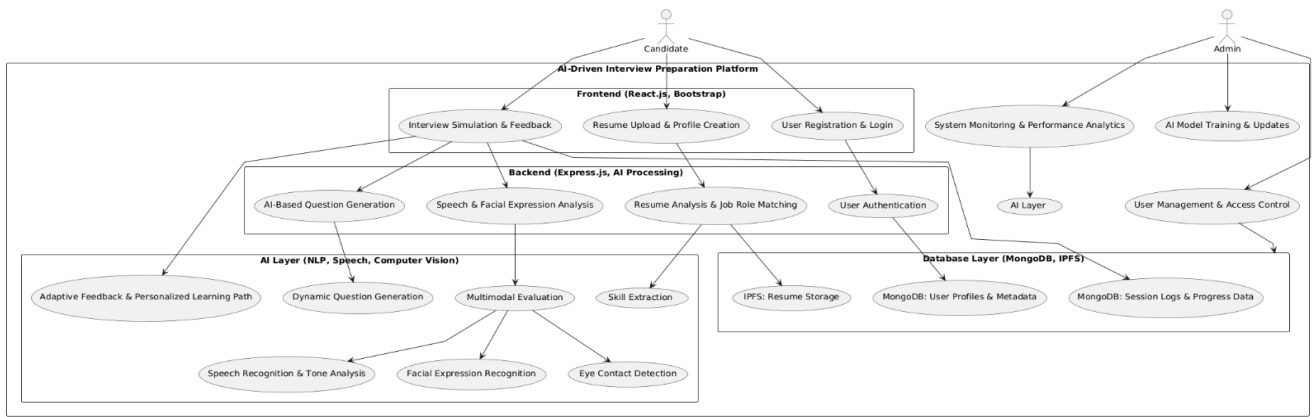 Candidate
Admin
AI-Driven Interview Preparation Platform
Frontend (React.js, Bootstrap)
Interview Simulation & Feedback
Resume Upload & Profile Creation
User Registration & Login
System Monitoring & Performance Analytics
AI Model Training & Updates
Backend (Express.js, AI Processing)
AI-Based Question Generation
Speech & Facial Expression Analysis
Resume Analysis & Job Role Matching
User Authentication
AI Layer
User Management & Access Control
AI Layer (NLP, Speech, Computer Vision)
Database Layer (MongoDB, IPFS)
Adaptive Feedback & Personalized Learning Path
Dynamic Question Generation
Multimodal Evaluation
Skill Extraction
IPFS: Resume Storage
MongoDB: User Profiles & Metadata
MongoDB: Session Logs & Progress Data
Speech Recognition & Tone Analysis
Facial Expression Recognition
Eye Contact Detection